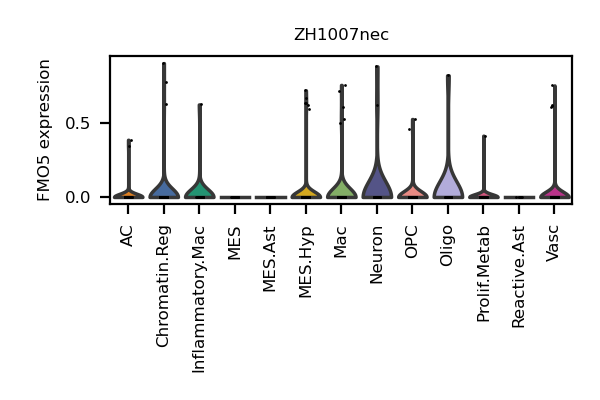 ZH1007nec
FMO5 expression
0.5
0.0
AC
Chromatin.Reg
Inflammatory.Mac
MES
MES.Ast
MES.Hyp
Mac
Neuron
OPC
Oligo
Prolif.Metab
Reactive.Ast
Vasc